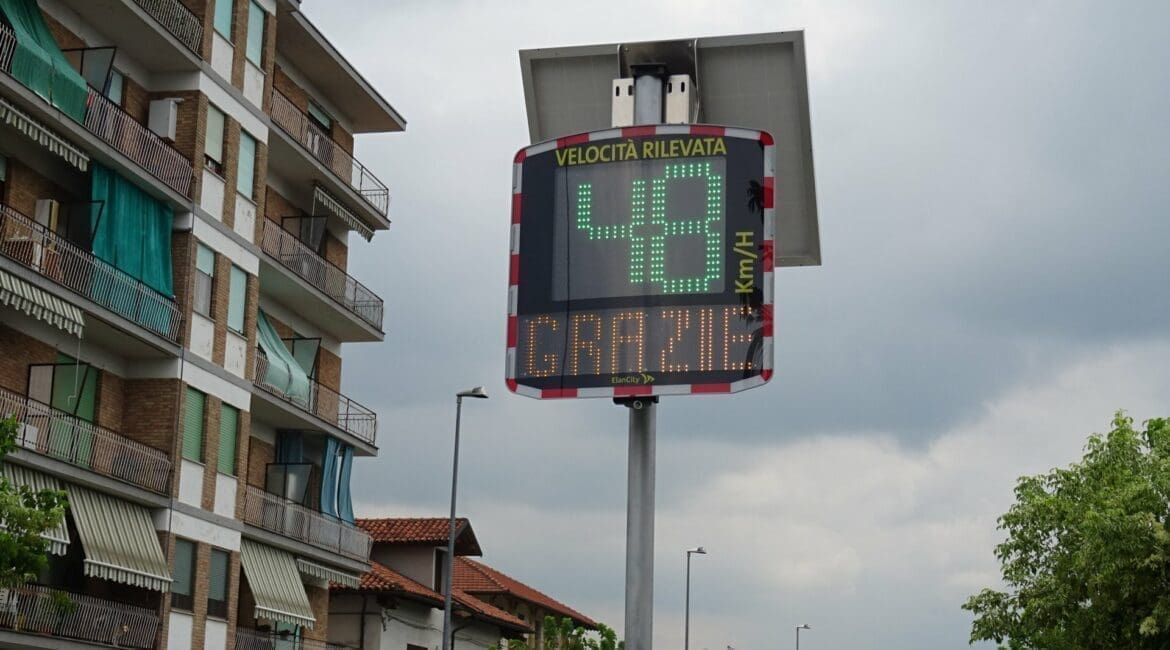 VELOCITÀ RILEVATA
48
Km/H
GRAZIE
ElanCity